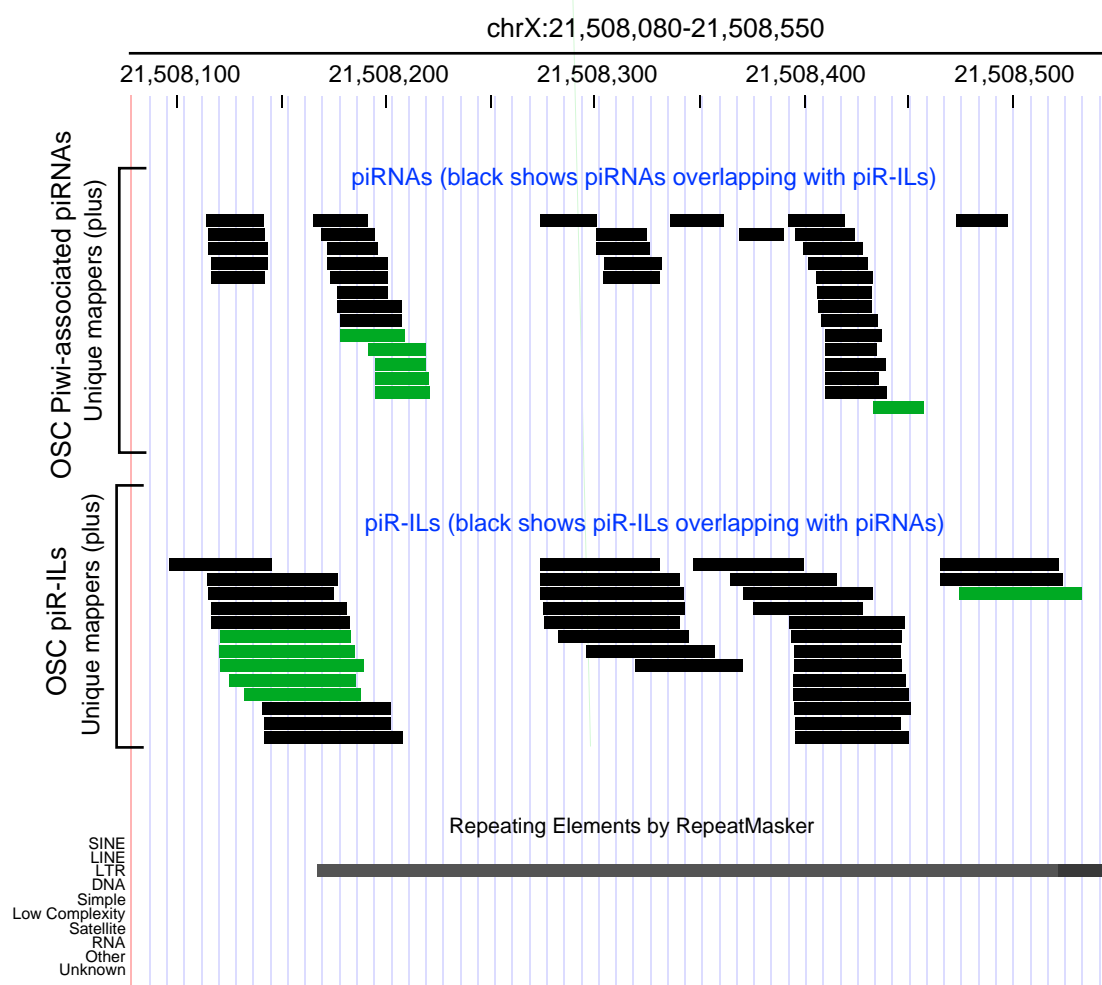 chrX:21,508,080-21,508,550
21,508,100 21,508,200 21,508,300 21,508,400 21,508,500
OSC Piwi-associated piRNAs
Unique mappers (plus)
piRNAs (black shows piRNAs overlapping with piR-ILs)
OSC piR-ILs
Unique mappers (plus)
piR-ILs (black shows piR-ILs overlapping with piRNAs)
Repeating Elements by RepeatMasker
SINE
LINE
LTR
DNA
Simple
Low Complexity
Satellite
RNA
Other
Unknown